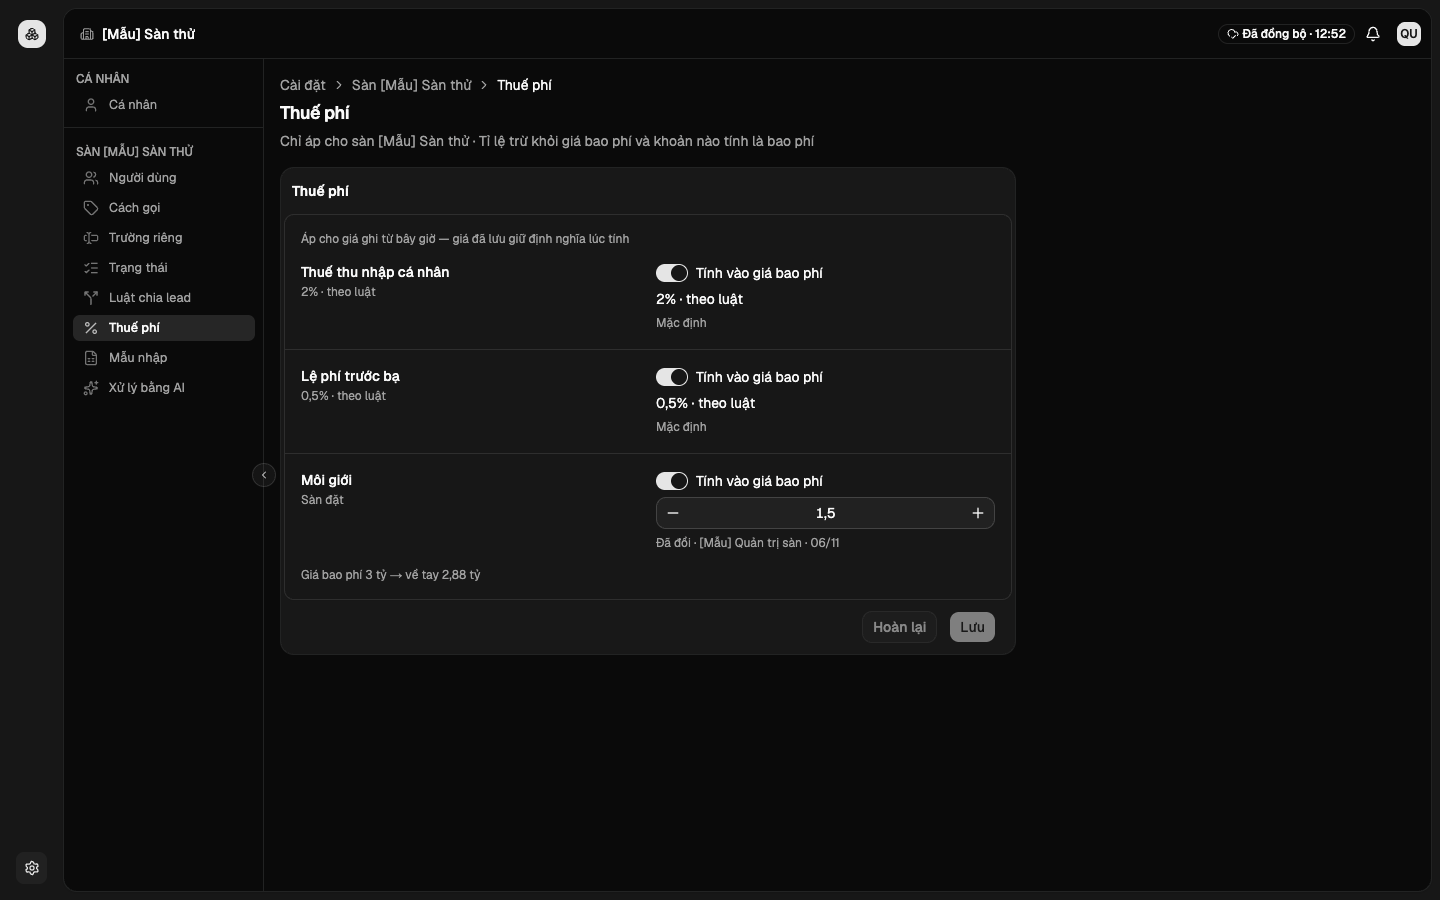 [Mẫu] Sàn thử
Đã đồng bộ · 12:52
QU
CÁ NHÂN
Cá nhân
SÀN [MẪU] SÀN THỬ
Người dùng
Cách gọi
Trường riêng
Trạng thái
Luật chia lead
Thuế phí
Mẫu nhập
Xử lý bằng AI
Cài đặt > Sàn [Mẫu] Sàn thử > Thuế phí
Thuế phí
Chỉ áp cho sàn [Mẫu] Sàn thử · Tỉ lệ trừ khỏi giá bao phí và khoản nào tính là bao phí
Thuế phí
Áp cho giá ghi từ bây giờ — giá đã lưu giữ định nghĩa lúc tính
Thuế thu nhập cá nhân
2% · theo luật
Tính vào giá bao phí
2% · theo luật
Mặc định
Lệ phí trước bạ
0,5% · theo luật
Tính vào giá bao phí
0,5% · theo luật
Mặc định
Môi giới
Sàn đặt
Tính vào giá bao phí
1,5
Đã đổi · [Mẫu] Quản trị sàn · 06/11
Giá bao phí 3 tỷ → về tay 2,88 tỷ
Hoàn lại
Lưu